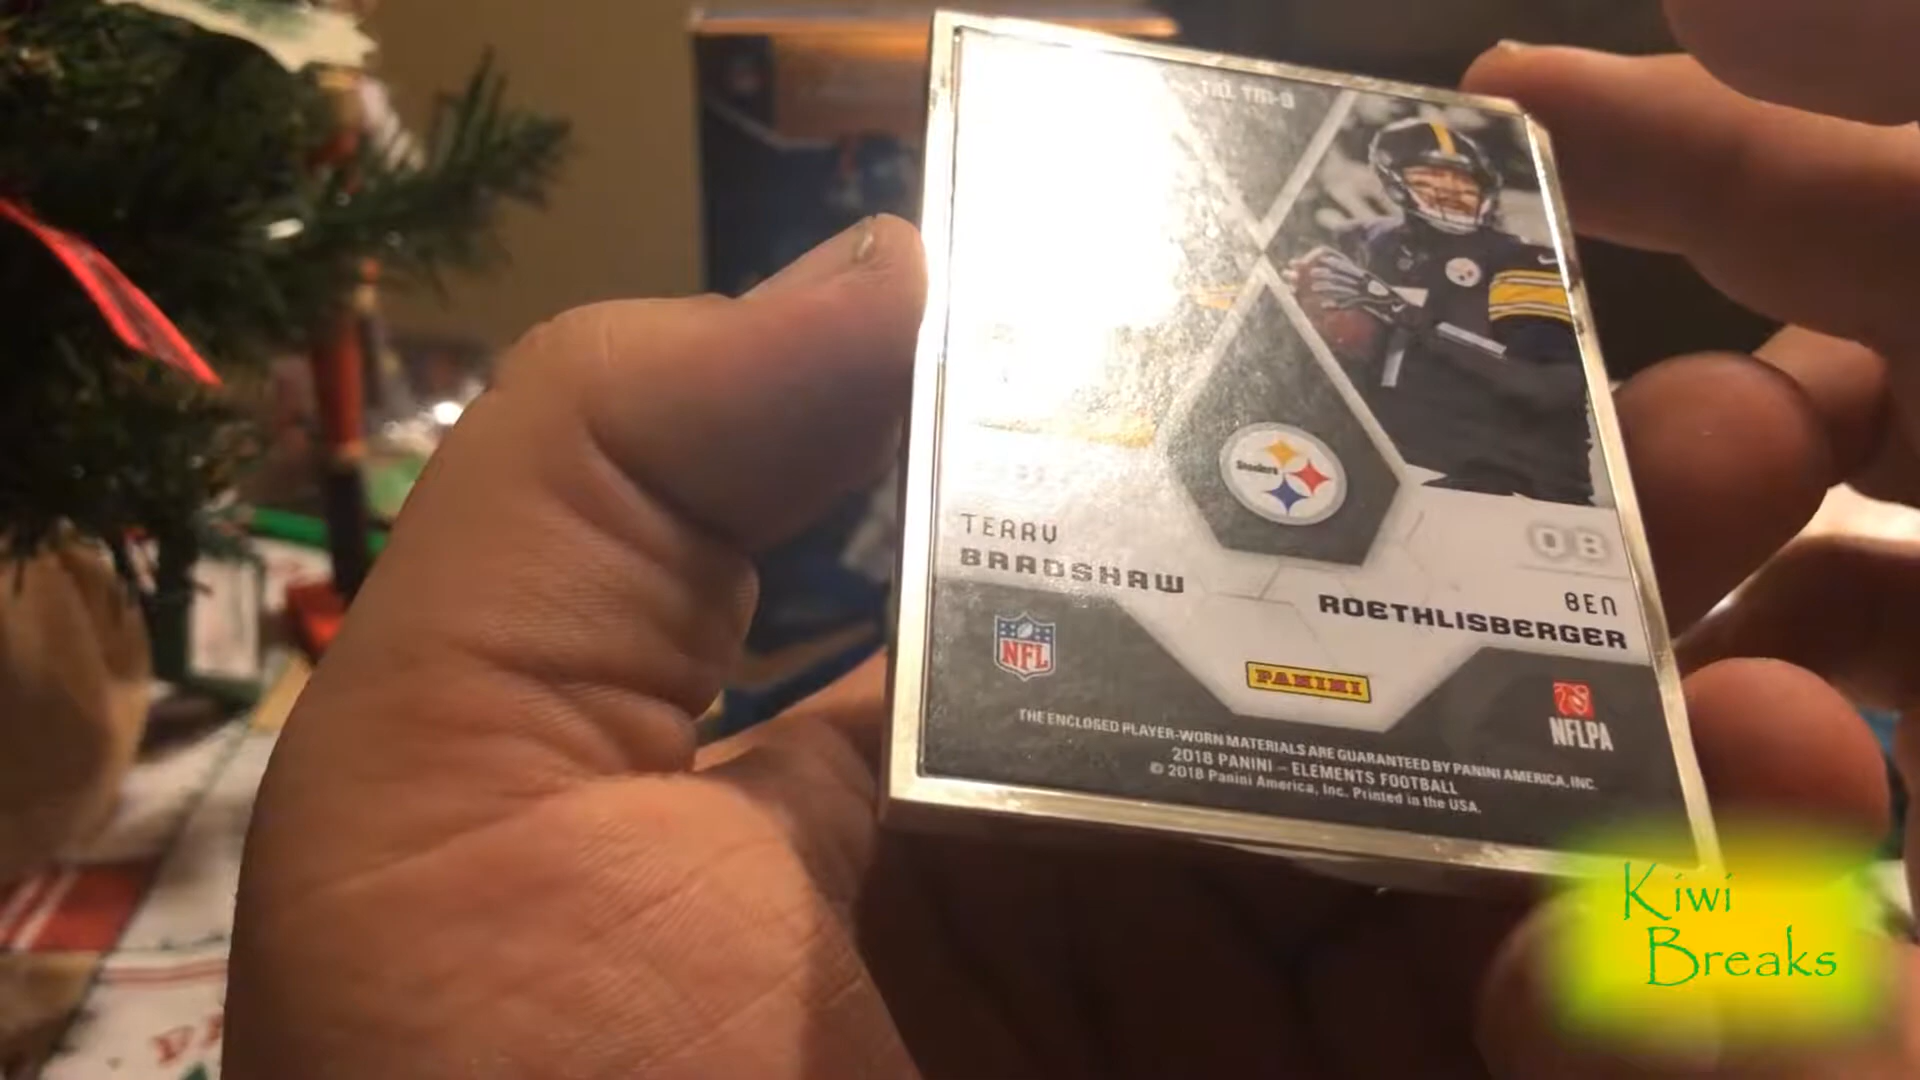 TERRY
BRADSHAW
QB
BEN
ROETHLISBERGER
Steelers
NFL
PANINI
NFLPA
THE ENCLOSED PLAYER-WORN MATERIALS ARE GUARANTEED BY PANINI AMERICA, INC.
2018 PANINI – ELEMENTS FOOTBALL
© 2018 Panini America, Inc. Printed in the USA.
Kiwi
Breaks